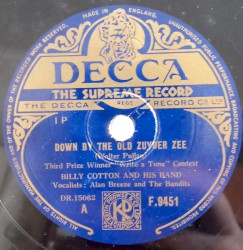 MADE IN ENGLAND.
DECCA
THE SUPREME RECORD
THE DECCA REGD RECORD CO LTD
IP
DOWN BY THE OLD ZUYDER ZEE
Third Prize Winner "Write a Tune" Contest
BILLY COTTON AND HIS BAND
Vocalists: Alan Breeze and The Bandits
DR.15062
A
F.9451